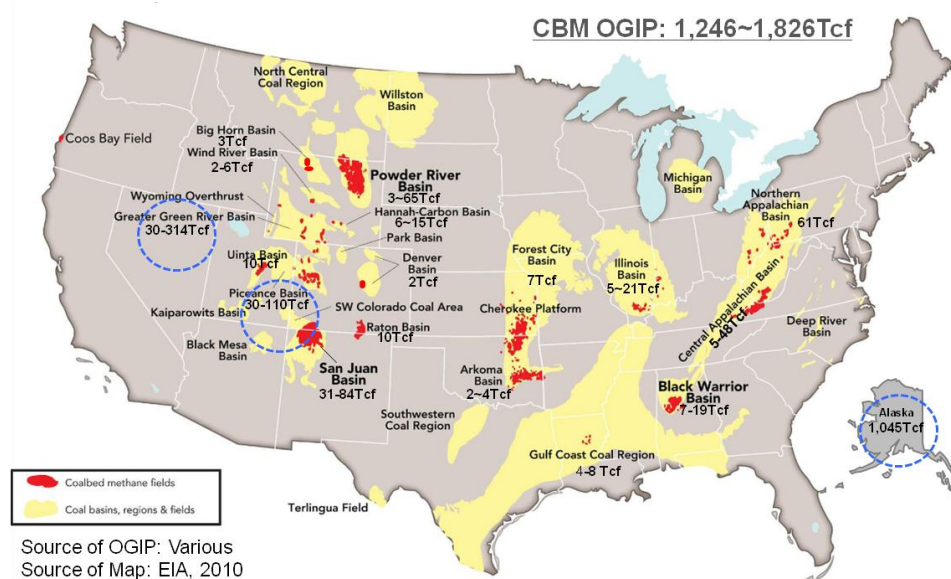 CBM OGIP: 1,246~1,826Tcf
North Central
Coal Region
Williston
Basin
Coos Bay Field
Big Horn Basin
3Tcf
Wind River Basin
2-6Tcf
Powder River
Basin
3~65Tcf
Wyoming Overthrust
Greater Green River Basin
30-314Tcf
Hannah-Carbon Basin
6~15Tcf
Park Basin
Uinta Basin
10Tcf
Denver
Basin
2Tcf
Piceance Basin
30-110Tcf
Kaiparowits Basin
SW Colorado Coal Area
Raton Basin
10Tcf
Black Mesa
Basin
San Juan
Basin
31-84Tcf
Forest City
Basin
7Tcf
Illinois
Basin
5~21Tcf
Cherokee Platform
Michigan
Basin
Northern
Appalachian
Basin
61Tcf
Central Appalachian Basin
5-48Tcf
Deep River
Basin
Arkoma
Basin
2~4Tcf
Black Warrior
Basin
7-19Tcf
Southwestern
Coal Region
Gulf Coast Coal Region
4-8 Tcf
Terlingua Field
Alaska
1,045Tcf
Coalbed methane fields
Coal basins, regions & fields
Source of OGIP: Various
Source of Map: EIA, 2010